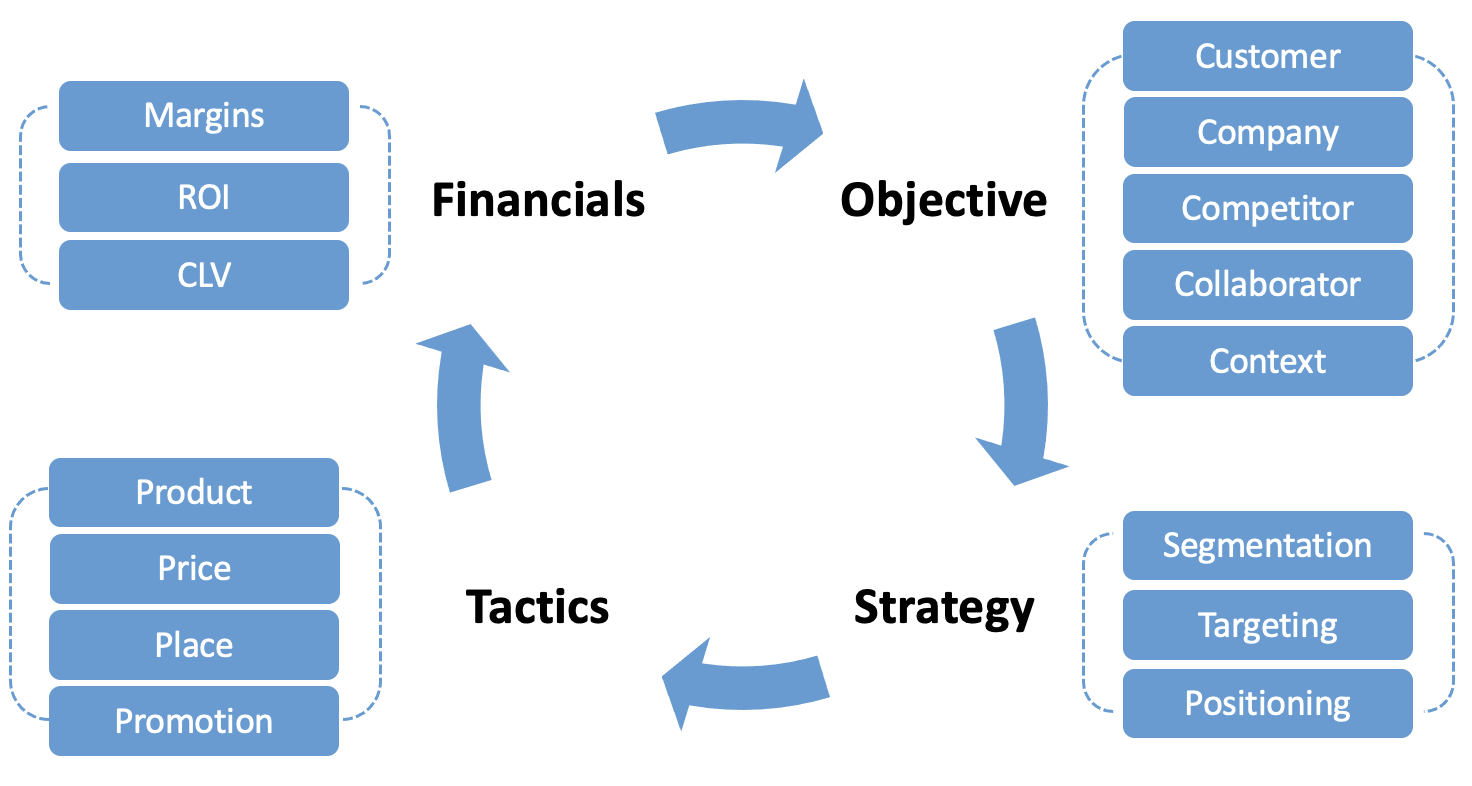 Margins
ROI
CLV
Financials
Objective
Customer
Company
Competitor
Collaborator
Context
Product
Price
Place
Promotion
Tactics
Strategy
Segmentation
Targeting
Positioning